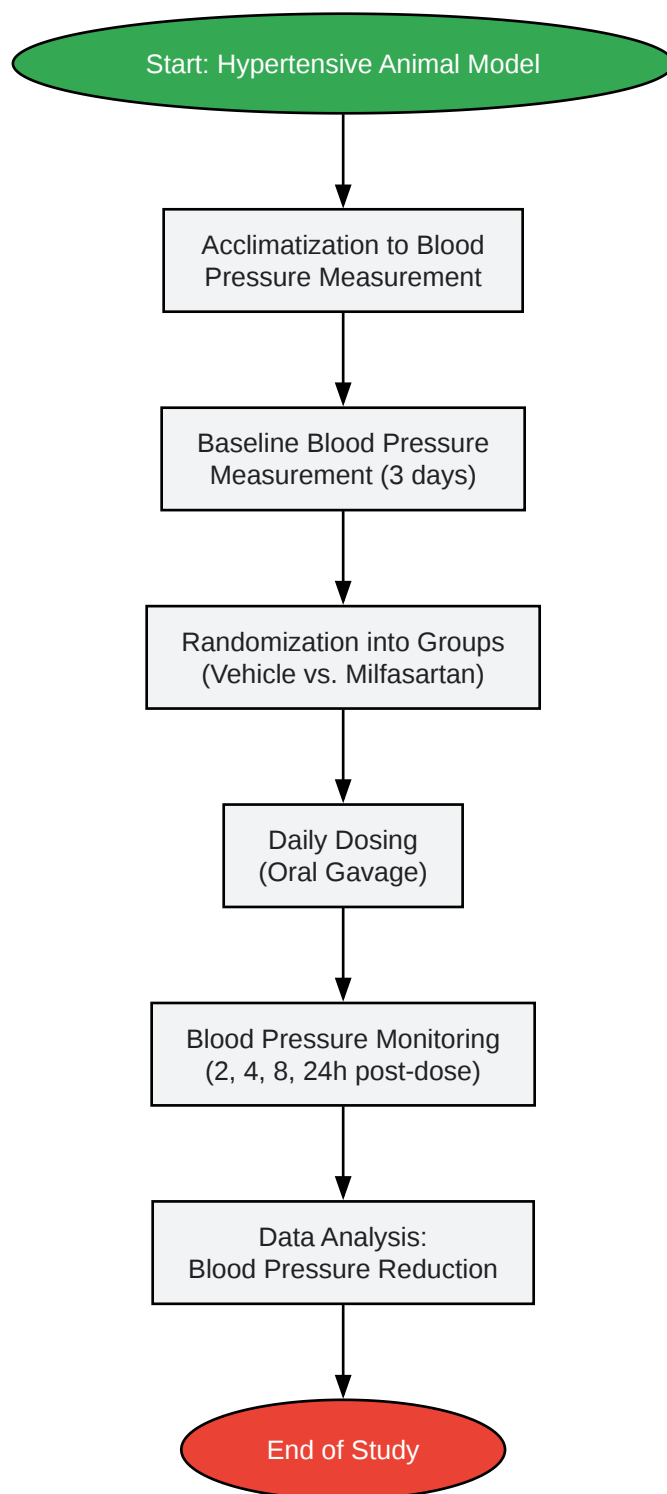 Start: Hypertensive Animal Model
Acclimatization to Blood
Pressure Measurement
Baseline Blood Pressure
Measurement (3 days)
Randomization into Groups
(Vehicle vs. Milfasartan)
Daily Dosing
(Oral Gavage)
Blood Pressure Monitoring
(2, 4, 8, 24h post-dose)
Data Analysis:
Blood Pressure Reduction
End of Study